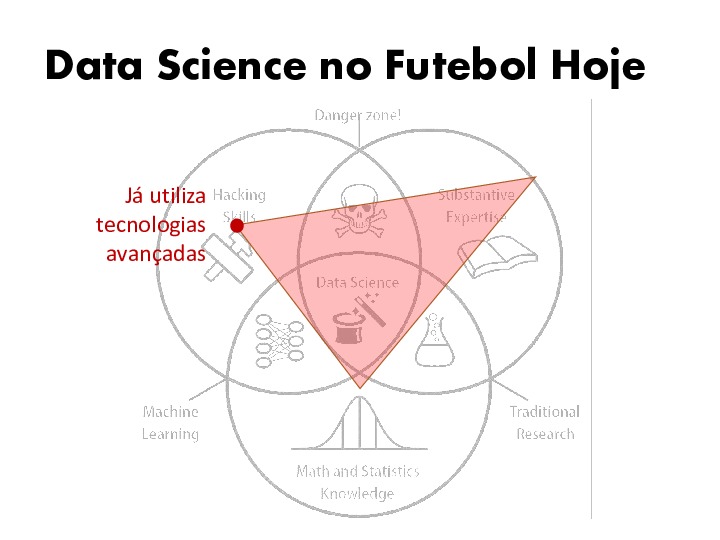 Data Science no Futebol Hoje
Danger zone!
Já utiliza
tecnologias
avançadas
Hacking
Skills
Substantive
Expertise
Data Science
Machine
Learning
Traditional
Research
Math and Statistics
Knowledge